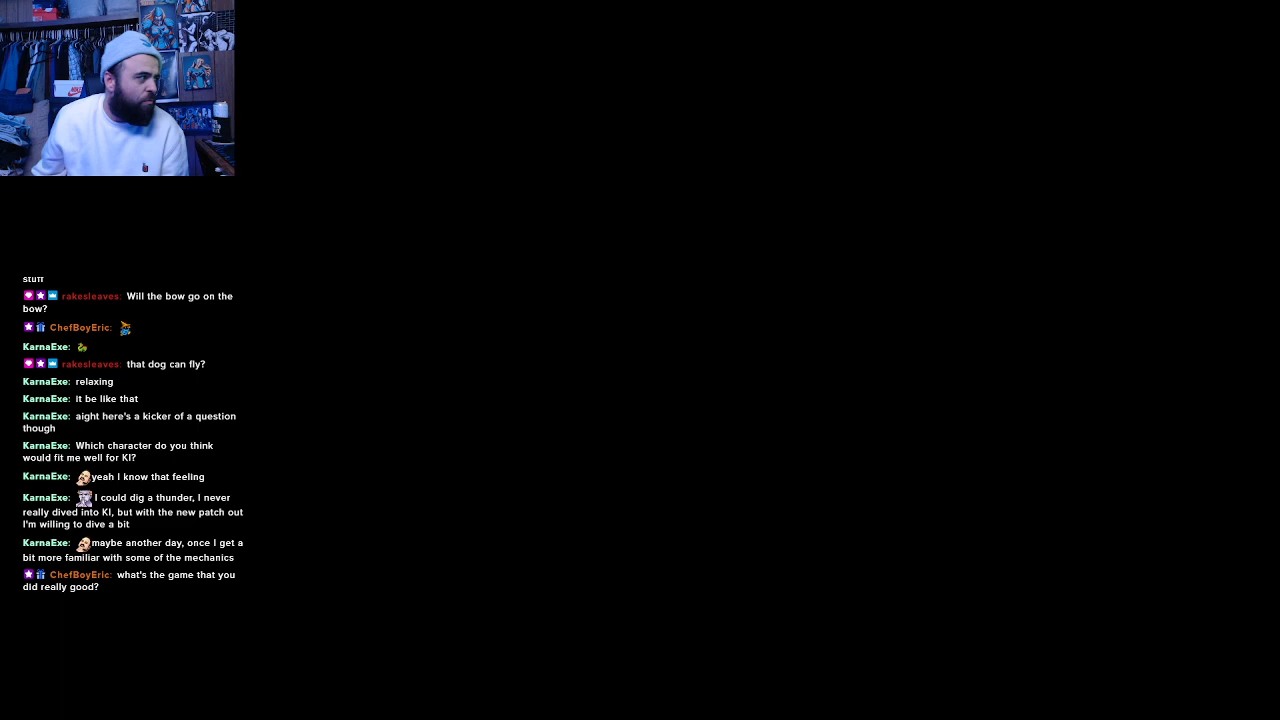 stuff
rakesleaves: Will the bow go on the
bow?
ChefBoyEric:
KarnaExe:
rakesleaves: that dog can fly?
KarnaExe: relaxing
KarnaExe: it be like that
KarnaExe: aight here's a kicker of a question
though
KarnaExe: Which character do you think
would fit me well for KI?
KarnaExe: yeah I know that feeling
KarnaExe: I could dig a thunder, I never
really dived into KI, but with the new patch out
I'm willing to dive a bit
KarnaExe: maybe another day, once I get a
bit more familiar with some of the mechanics
ChefBoyEric: what's the game that you
did really good?
NIKE